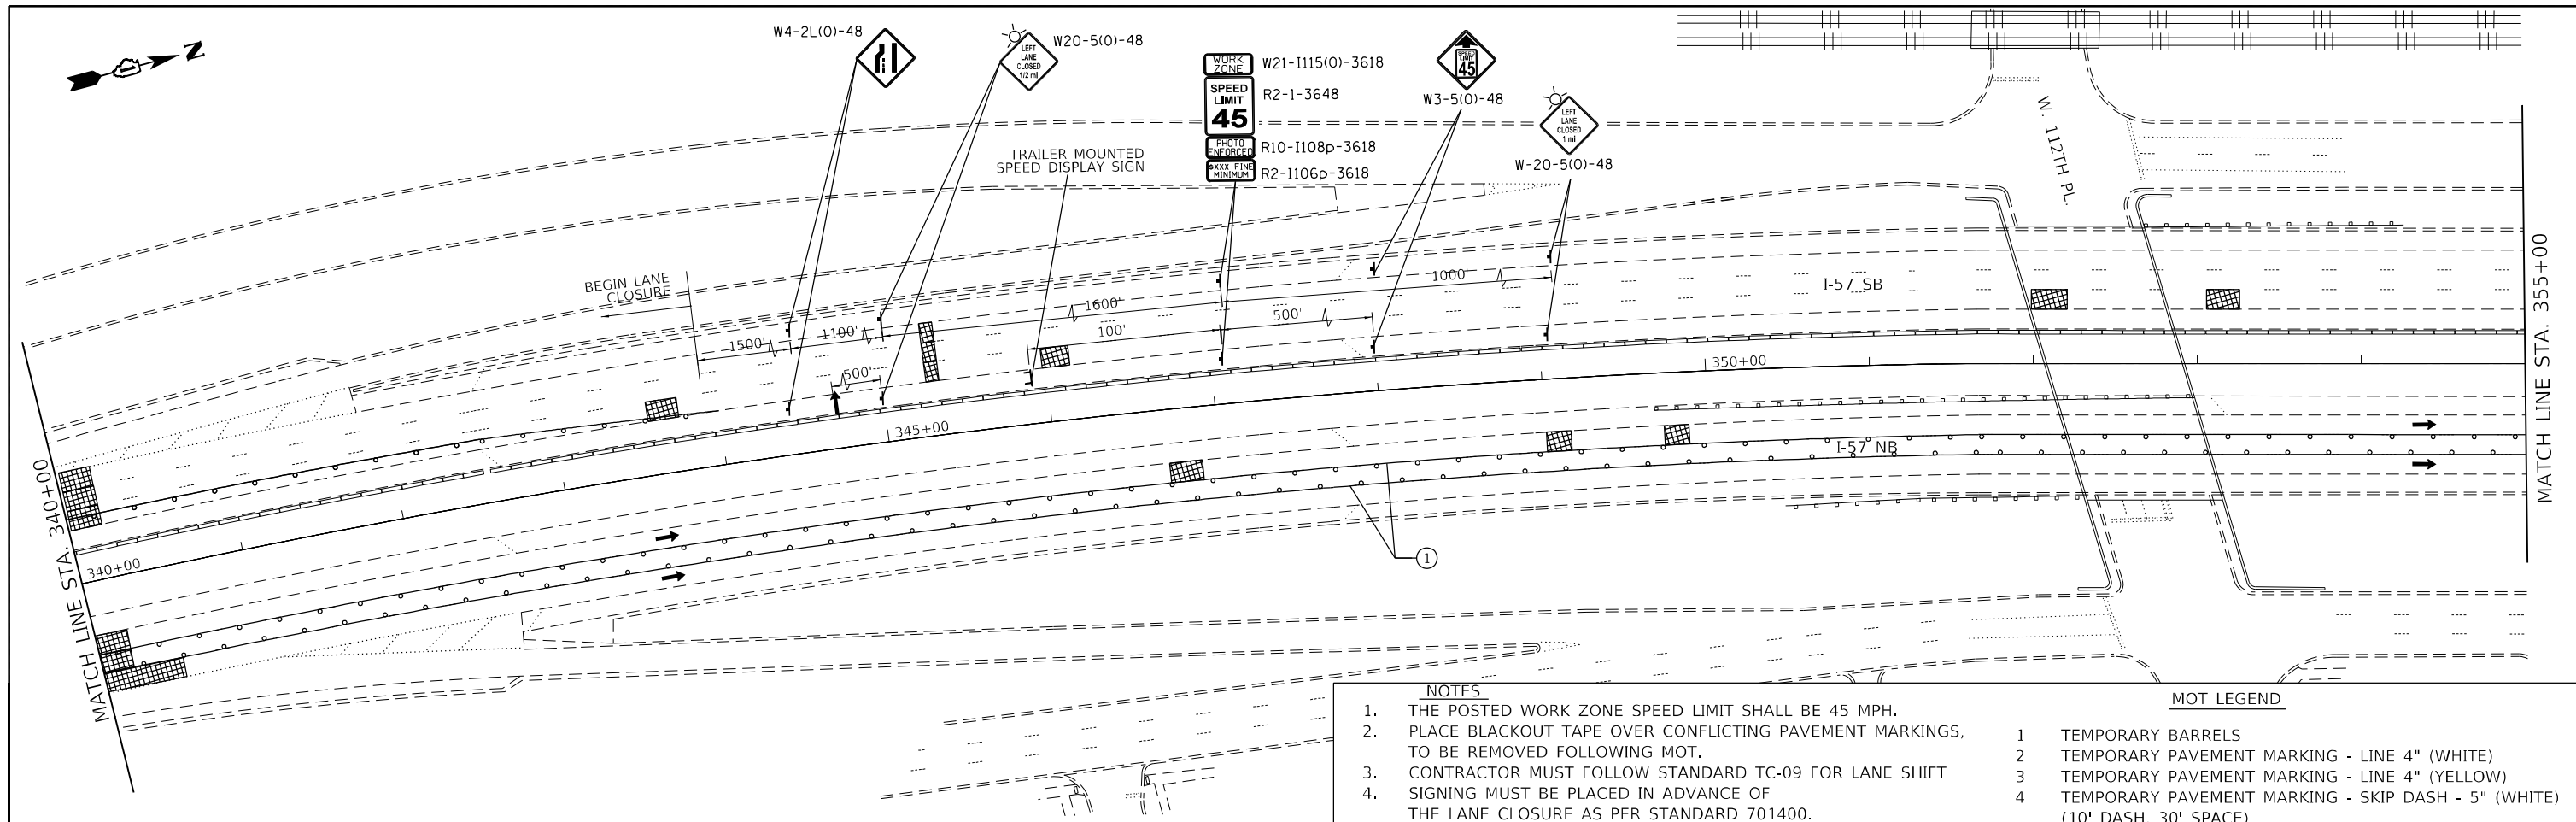 N
W4-2L(O)-48
W20-5(O)-48
LEFT
LANE
CLOSED
1/2 mi
WORK
ZONE
W21-I115(O)-3618
SPEED
LIMIT
45
R2-1-3648
PHOTO
ENFORCED
R10-I108p-3618
$XXX FINE
MINIMUM
R2-I106p-3618
SPEED
LIMIT
45
W3-5(O)-48
LEFT
LANE
CLOSED
1 mi
W-20-5(O)-48
TRAILER MOUNTED
SPEED DISPLAY SIGN
W. 112TH PL.
BEGIN LANE
CLOSURE
1500'
1100'
500'
1600'
100'
500'
1000'
I-57 SB
I-57 NB
340+00
345+00
350+00
MATCH LINE STA. 340+00
MATCH LINE STA. 355+00
1
NOTES
1. THE POSTED WORK ZONE SPEED LIMIT SHALL BE 45 MPH.
2. PLACE BLACKOUT TAPE OVER CONFLICTING PAVEMENT MARKINGS,
TO BE REMOVED FOLLOWING MOT.
3. CONTRACTOR MUST FOLLOW STANDARD TC-09 FOR LANE SHIFT
4. SIGNING MUST BE PLACED IN ADVANCE OF
THE LANE CLOSURE AS PER STANDARD 701400.
MOT LEGEND
1 TEMPORARY BARRELS
2 TEMPORARY PAVEMENT MARKING - LINE 4" (WHITE)
3 TEMPORARY PAVEMENT MARKING - LINE 4" (YELLOW)
4 TEMPORARY PAVEMENT MARKING - SKIP DASH - 5" (WHITE)
(10' DASH, 30' SPACE)